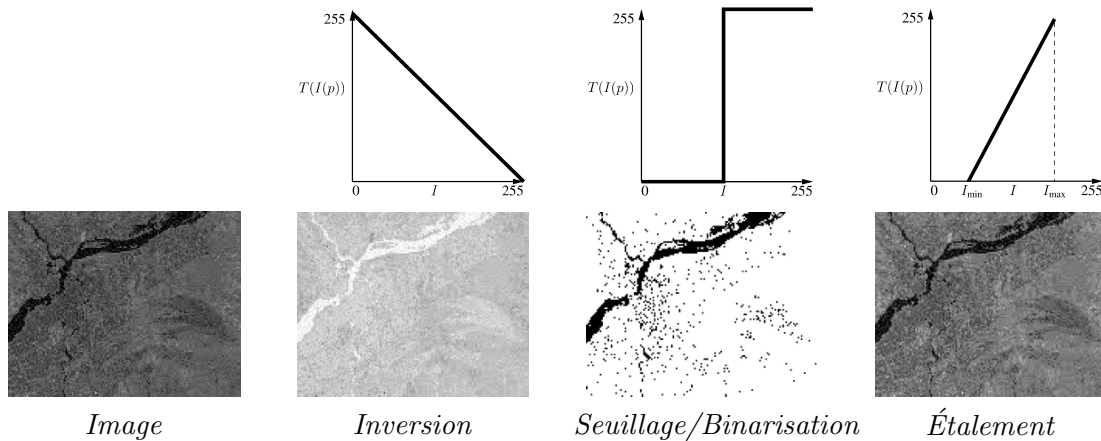 255
T(I(p))
0
I
255
255
T(I(p))
0
I
255
255
T(I(p))
0
I_min
I
I_max
255
Image
Inversion
Seuillage/Binarisation
Étalement